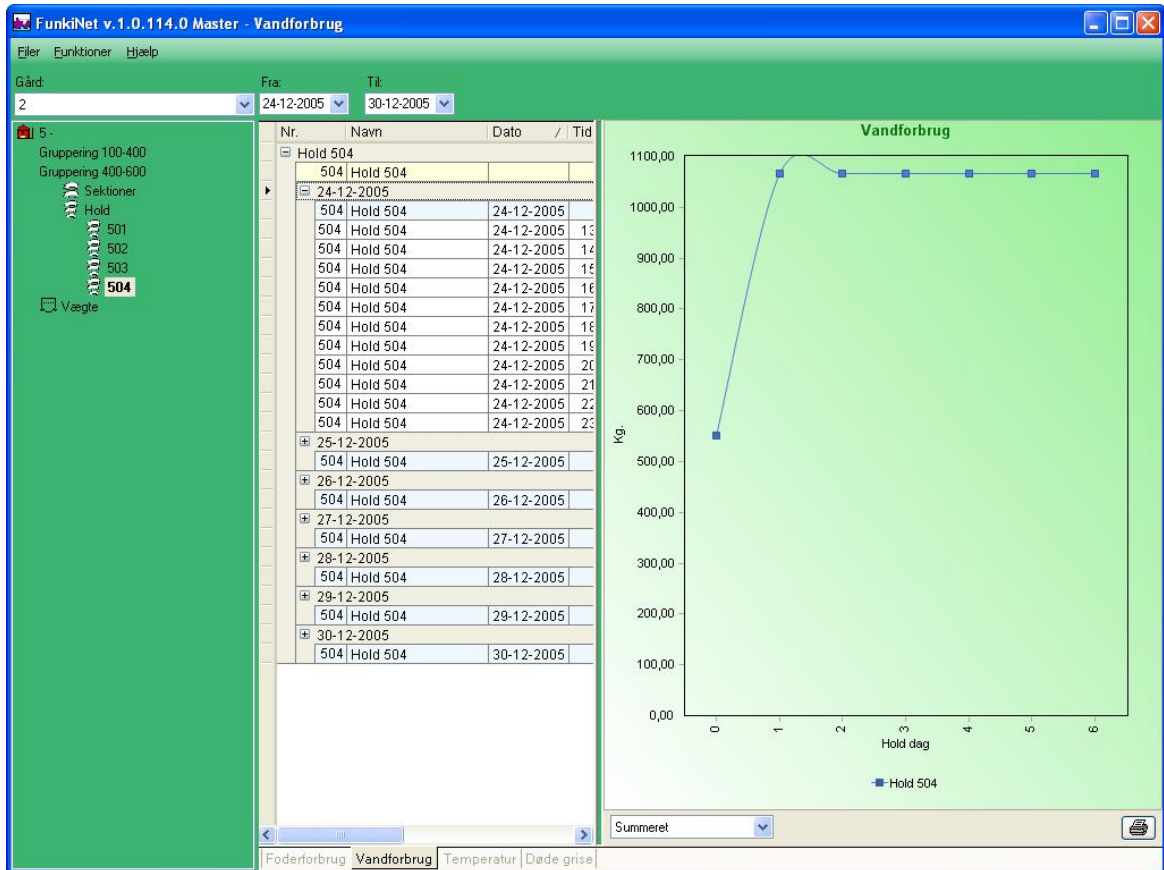 FunkiNet v.1.0.114.0 Master - Vandforbrug
Filer Funktioner Hjælp
Gård: Fra: Til:
2 24-12-2005 30-12-2005
5 -
Gruppering 100-400
Gruppering 400-600
Sektioner
Hold
501
502
503
504
Vægte
Nr. Navn Dato / Tid
Hold 504
504 Hold 504
24-12-2005
504 Hold 504 24-12-2005
504 Hold 504 24-12-2005 13
504 Hold 504 24-12-2005 14
504 Hold 504 24-12-2005 15
504 Hold 504 24-12-2005 16
504 Hold 504 24-12-2005 17
504 Hold 504 24-12-2005 18
504 Hold 504 24-12-2005 19
504 Hold 504 24-12-2005 20
504 Hold 504 24-12-2005 21
504 Hold 504 24-12-2005 22
504 Hold 504 24-12-2005 23
25-12-2005
504 Hold 504 25-12-2005
26-12-2005
504 Hold 504 26-12-2005
27-12-2005
504 Hold 504 27-12-2005
28-12-2005
504 Hold 504 28-12-2005
29-12-2005
504 Hold 504 29-12-2005
30-12-2005
504 Hold 504 30-12-2005
Vandforbrug
1100,00
1000,00
900,00
800,00
700,00
600,00
500,00
400,00
300,00
200,00
100,00
0,00
Kg.
0 1 2 3 4 5 6
Hold dag
Hold 504
Summeret
Foderforbrug Vandforbrug Temperatur Døde grise